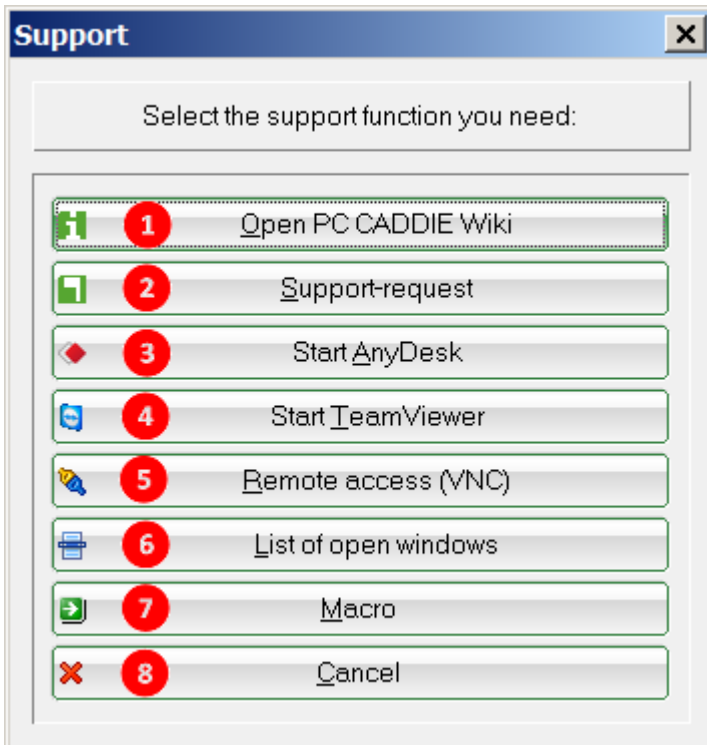 Support
Select the support function you need:
1 Open PC CADDIE Wiki
2 Support-request
3 Start AnyDesk
4 Start TeamViewer
5 Remote access (VNC)
6 List of open windows
7 Macro
8 Cancel